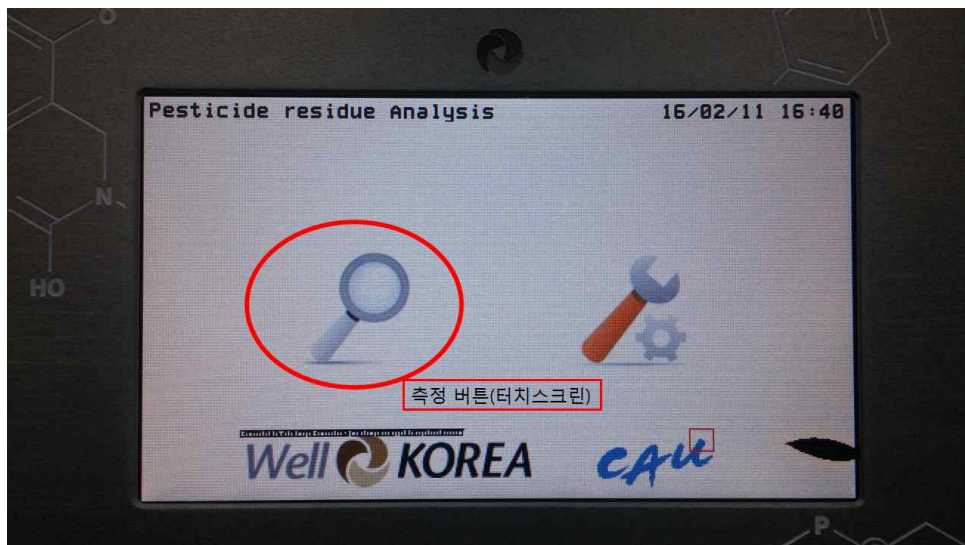 O
Pesticide residue Analysis 16/02/11 16:40
N
HO
측정 버튼(터치스크린)
Well KOREA CAU
P